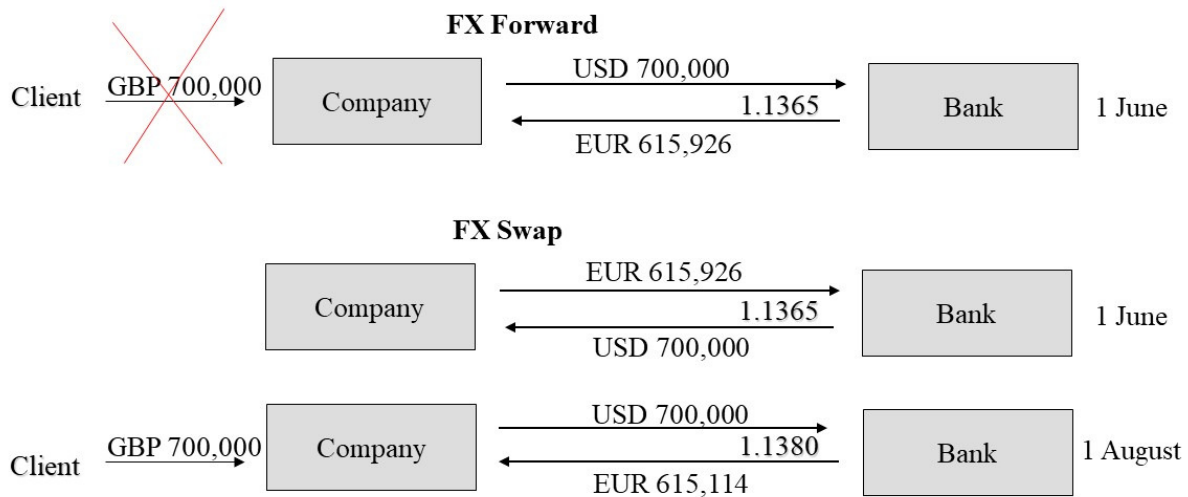 FX Forward
Client
GBP 700,000
Company
USD 700,000
1.1365
EUR 615,926
Bank
1 June
FX Swap
Company
EUR 615,926
1.1365
USD 700,000
Bank
1 June
Client
GBP 700,000
Company
USD 700,000
1.1380
EUR 615,114
Bank
1 August